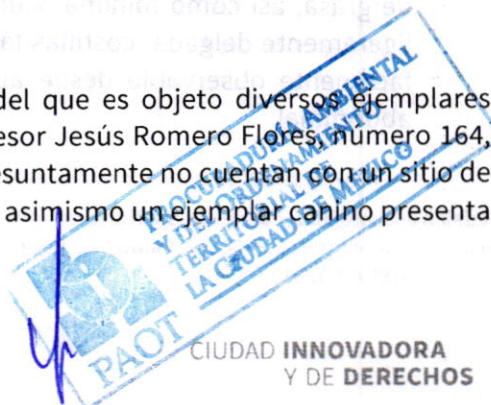 del que es objeto diversos ejemplares
esor Jesús Romero Flores, número 164,
esuntamente no cuentan con un sitio de
asimismo un ejemplar canino presenta
PROCURADURÍA AMBIENTAL
Y DEL ORDENAMIENTO
TERRITORIAL DE
LA CIUDAD DE MÉXICO
PAOT
CIUDAD INNOVADORA
Y DE DERECHOS